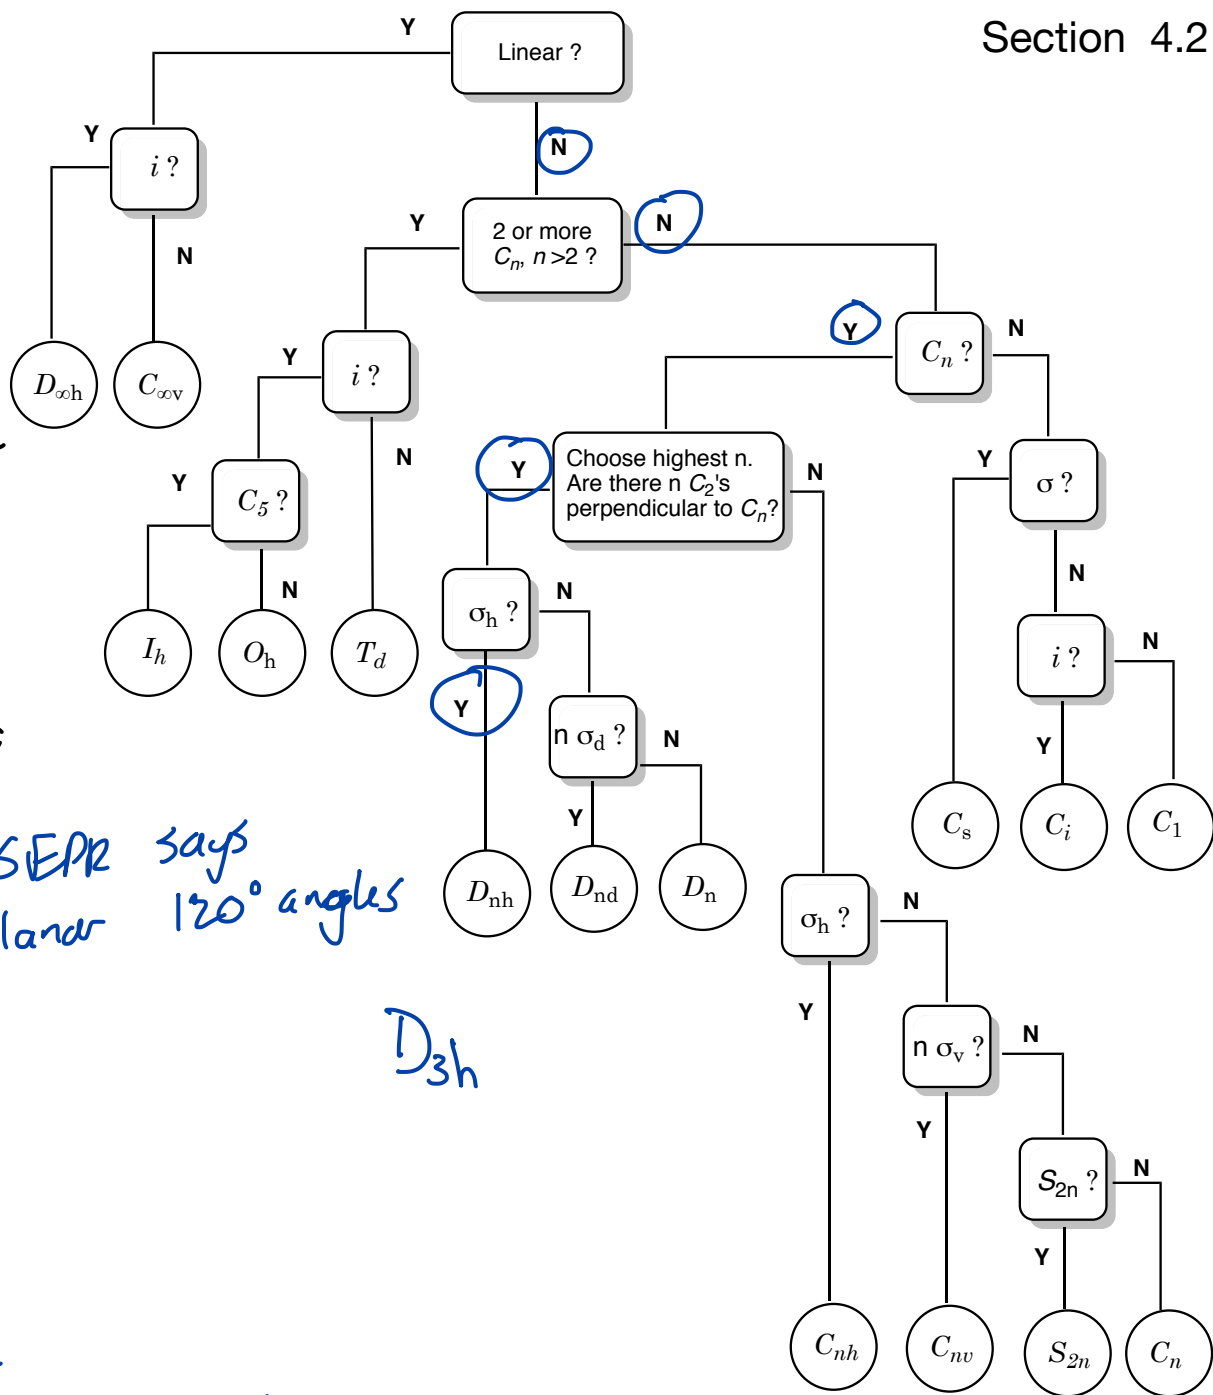 Section 4.2
Y
Linear ?
N
Y
i ?
N
Y
2 or more
Cn, n >2 ?
N
D∞h
C∞v
Y
i ?
N
Y
Cn ?
N
Y
C5 ?
N
Y
Choose highest n.
Are there n C2's
perpendicular to Cn?
N
Y
σ ?
N
Ih
Oh
Td
σh ?
N
Y
n σd ?
N
Y
i ?
N
Y
Dnh
Dnd
Dn
Cs
Ci
C1
SEPR says
120° angles
D3h
σh ?
N
Y
n σv ?
N
Y
S2n ?
N
Y
Cnh
Cnv
S2n
Cn